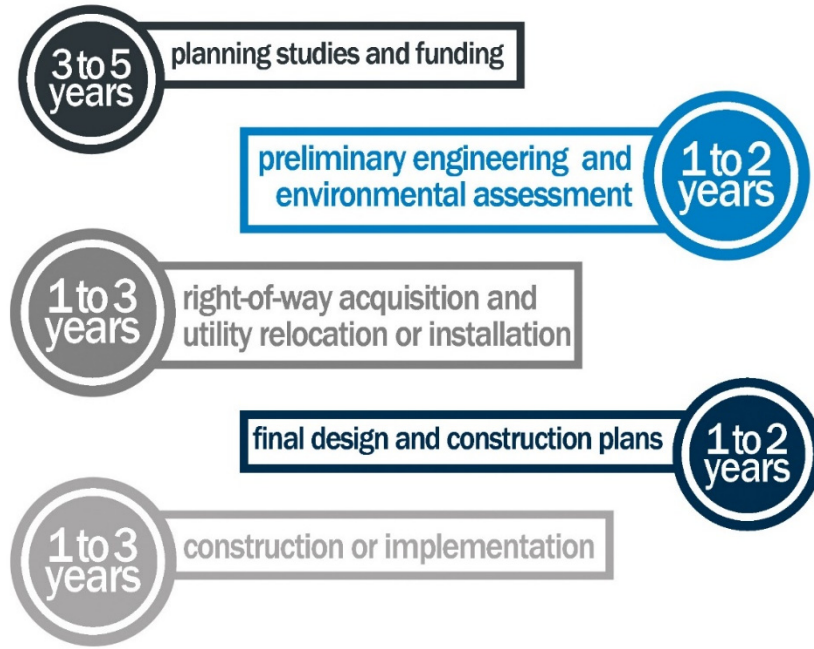 3 to 5
years
planning studies and funding
preliminary engineering and
environmental assessment
1 to 2
years
1 to 3
years
right-of-way acquisition and
utility relocation or installation
final design and construction plans
1 to 2
years
1 to 3
years
construction or implementation